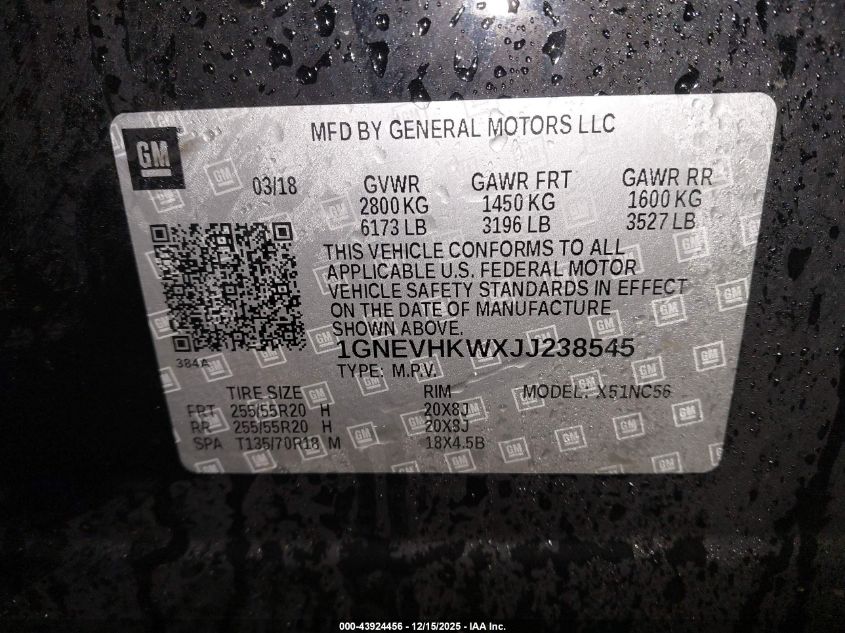 GM
MFD BY GENERAL MOTORS LLC
03/18 GVWR GAWR FRT GAWR RR
2800 KG 1450 KG 1600 KG
6173 LB 3196 LB 3527 LB
THIS VEHICLE CONFORMS TO ALL
APPLICABLE U.S. FEDERAL MOTOR
VEHICLE SAFETY STANDARDS IN EFFECT
ON THE DATE OF MANUFACTURE
SHOWN ABOVE.
384A
1GNEVHKWXJJ238545
TYPE: M.P.V.
TIRE SIZE RIM MODEL: X51NC56
FRT 255/55R20 H 20X8J
RR 255/55R20 H 20X8J
SPA T135/70R18 M 18X4.5B
000-43924456 - 12/15/2025 - IAA Inc.